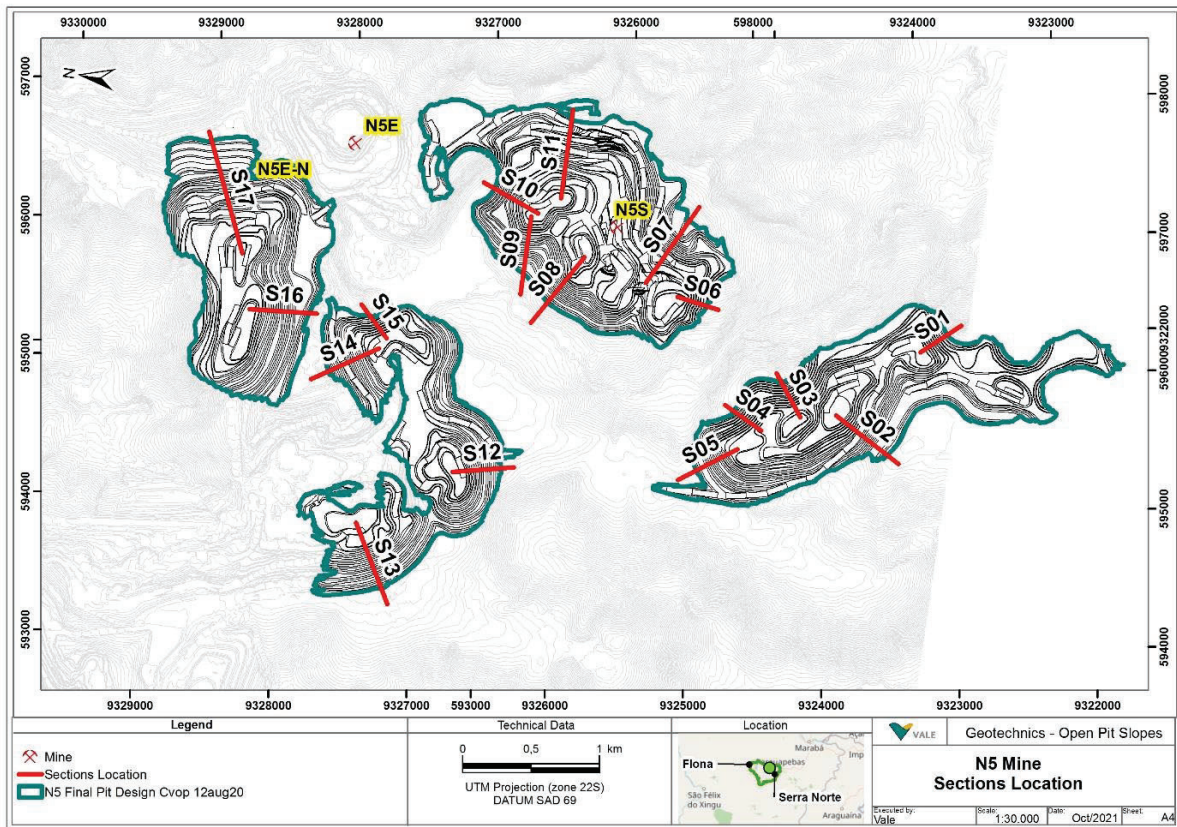 9330000 9329000 9328000 9327000 9326000 598000 9324000 9323000
597000
598000
N
N5E
N5E-N
S17
S11
S10
N5S
596000
597000
S09
S08
S07
S06
S16
S15
S14
S01
9322000
595000
596000
S03
S04
S02
S05
S12
594000
595000
S13
593000
594000
9329000 9328000 9327000 593000 9326000 9325000 9324000 9323000 9322000
Legend
Mine
Sections Location
N5 Final Pit Design Cvop 12aug20
Technical Data
0 0,5 1 km
UTM Projection (zone 22S)
DATUM SAD 69
Location
Marabá
Flona
uapebas
São Félix
do Xingu
Serra Norte
Araguaína
VALE
Geotechnics - Open Pit Slopes
N5 Mine
Sections Location
Executed by:
Vale
Scale:
1:30.000
Date:
Oct/2021
Sheet:
A4